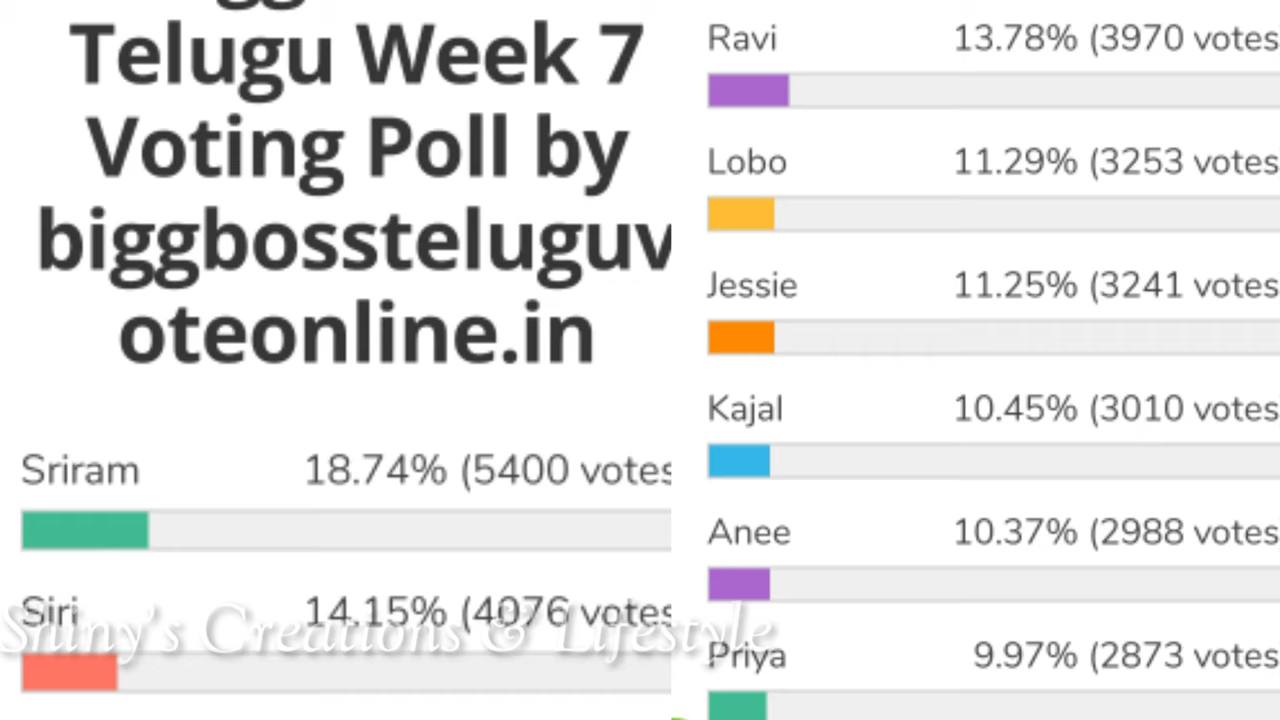 Telugu Week 7
Voting Poll by
biggbossteluguv
oteonline.in
Sriram 18.74% (5400 votes
Siri 14.15% (4076 votes
Shiny's Creations & Lifestyle
Ravi 13.78% (3970 votes
Lobo 11.29% (3253 votes
Jessie 11.25% (3241 votes
Kajal 10.45% (3010 votes
Anee 10.37% (2988 votes
Priya 9.97% (2873 votes